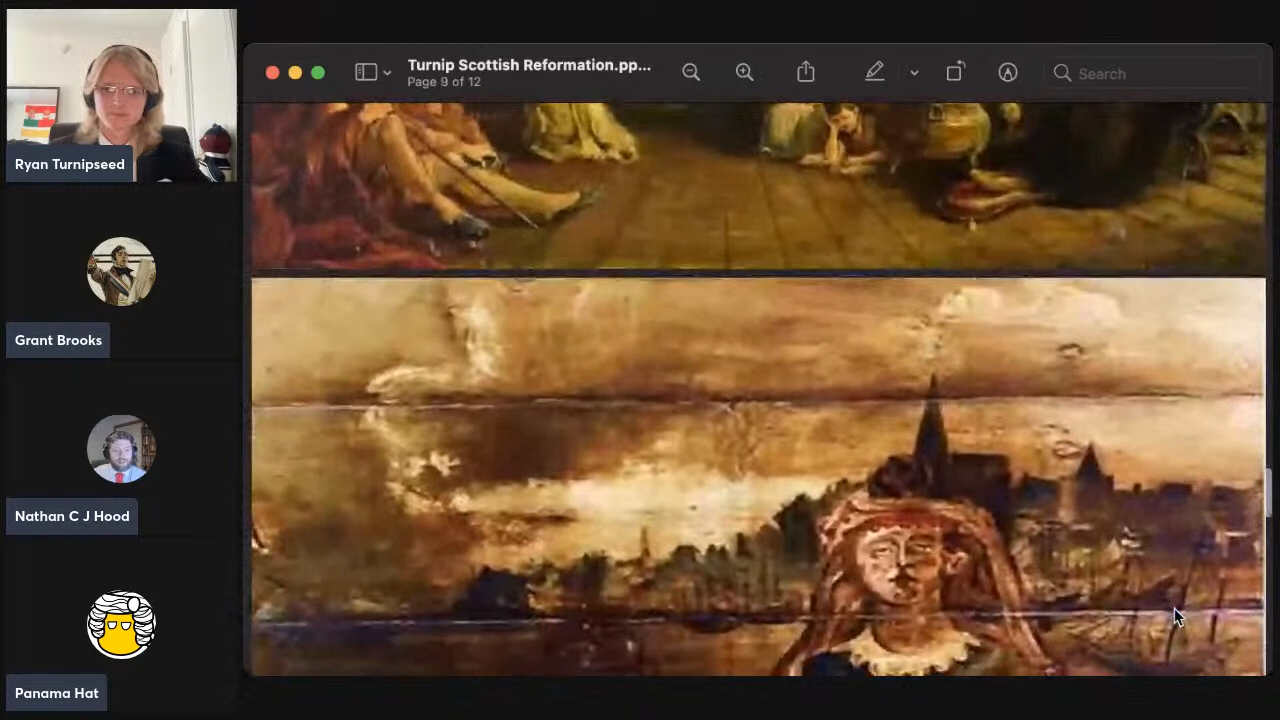 Turnip Scottish Reformation.pp...
Page 9 of 12
Search
Ryan Turnipseed
Grant Brooks
Nathan C J Hood
Panama Hat